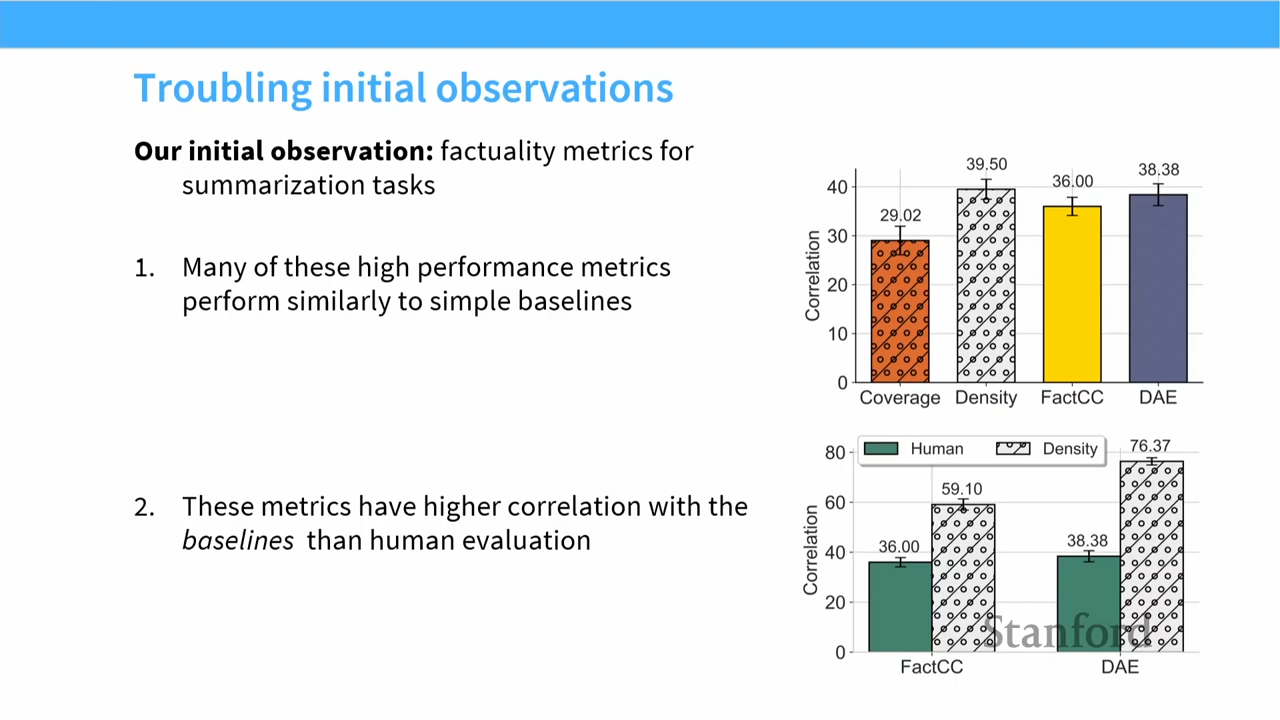 Troubling initial observations
Our initial observation: factuality metrics for
summarization tasks
1. Many of these high performance metrics
perform similarly to simple baselines
2. These metrics have higher correlation with the
baselines than human evaluation
Correlation
40
30
20
10
0
29.02
39.50
36.00
38.38
Coverage
Density
FactCC
DAE
Human
Density
Correlation
80
60
40
20
0
36.00
59.10
38.38
76.37
FactCC
DAE
Stanford